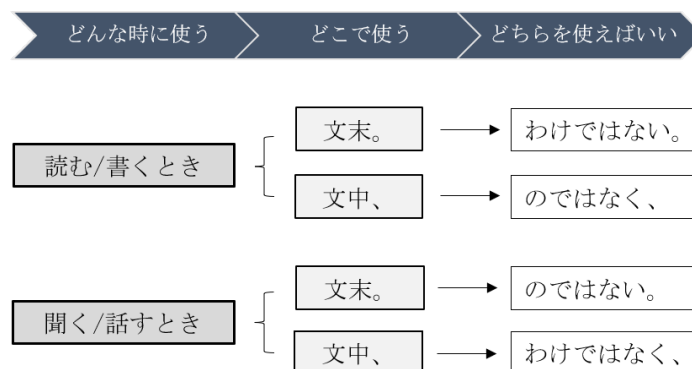 どんな時に使う
どこで使う
どちらを使えばいい
読む/書くとき
文末。
わけではない。
文中、
のではなく、
聞く/話すとき
文末。
のではない。
文中、
わけではなく、